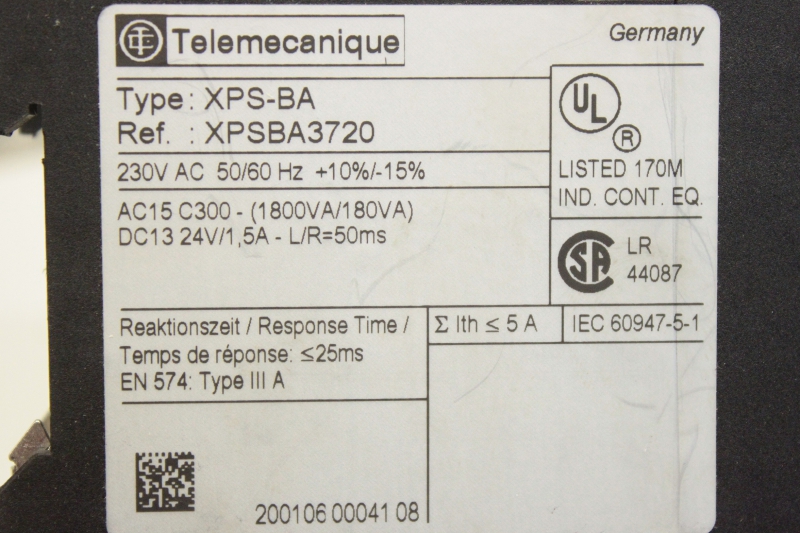 Telemecanique
Germany
Type: XPS-BA
Ref. : XPSBA3720
230V AC 50/60 Hz +10%/-15%
AC15 C300 - (1800VA/180VA)
DC13 24V/1,5A - L/R=50ms
UL
®
LISTED 170M
IND. CONT. EQ.
SA
LR
44087
Reaktionszeit / Response Time /
Temps de réponse: ≤25ms
EN 574: Type III A
Σ Ith ≤ 5 A
IEC 60947-5-1
200106 00041 08